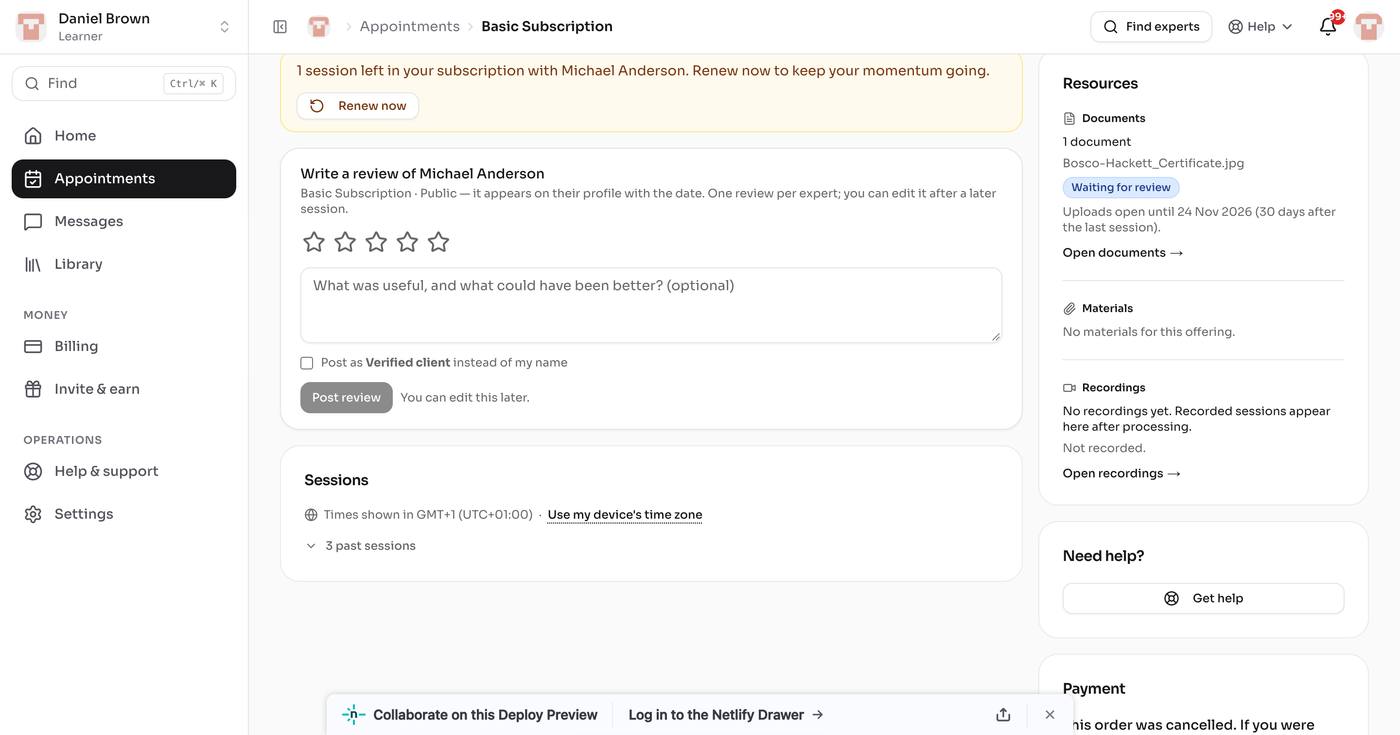 Daniel Brown
Learner
Find
Ctrl/⌘ K
Home
Appointments
Messages
Library
MONEY
Billing
Invite & earn
OPERATIONS
Help & support
Settings
Appointments
Basic Subscription
Find experts
Help
99+
1 session left in your subscription with Michael Anderson. Renew now to keep your momentum going.
Renew now
Write a review of Michael Anderson
Basic Subscription · Public — it appears on their profile with the date. One review per expert; you can edit it after a later
session.
What was useful, and what could have been better? (optional)
Post as Verified client instead of my name
Post review
You can edit this later.
Sessions
Times shown in GMT+1 (UTC+01:00) · Use my device's time zone
3 past sessions
Resources
Documents
1 document
Bosco-Hackett_Certificate.jpg
Waiting for review
Uploads open until 24 Nov 2026 (30 days after
the last session).
Open documents →
Materials
No materials for this offering.
Recordings
No recordings yet. Recorded sessions appear
here after processing.
Not recorded.
Open recordings →
Need help?
Get help
Payment
This order was cancelled. If you were
Collaborate on this Deploy Preview
Log in to the Netlify Drawer →